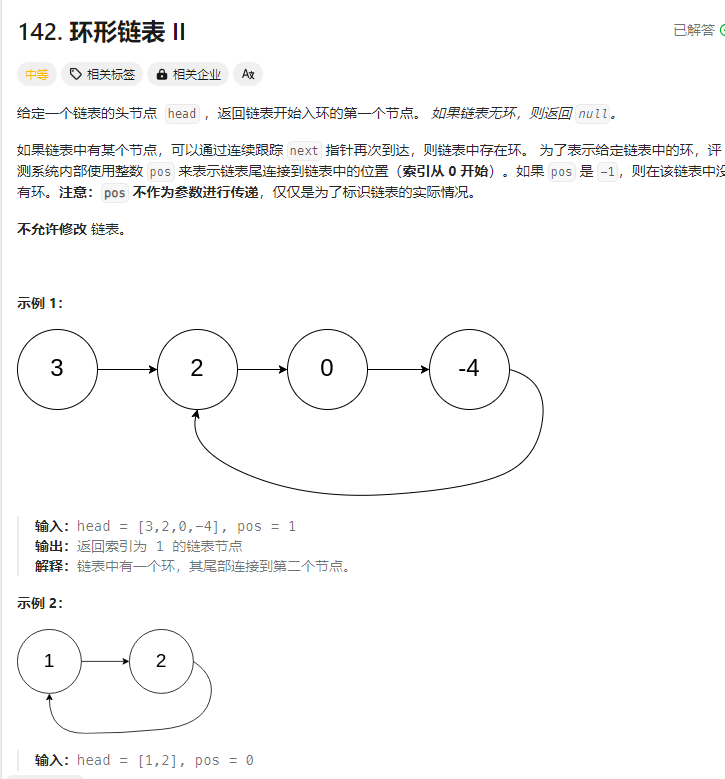 142. 环形链表 II
已解答
中等 相关标签 相关企业 Az
给定一个链表的头节点 head ，返回链表开始入环的第一个节点。 如果链表无环，则返回 null。
如果链表中有某个节点，可以通过连续跟踪 next 指针再次到达，则链表中存在环。 为了表示给定链表中的环，评
测系统内部使用整数 pos 来表示链表尾连接到链表中的位置（索引从 0 开始）。如果 pos 是 -1，则在该链表中没
有环。注意：pos 不作为参数进行传递，仅仅是为了标识链表的实际情况。
不允许修改 链表。
示例 1：
3 2 0 -4
输入：head = [3,2,0,-4], pos = 1
输出：返回索引为 1 的链表节点
解释：链表中有一个环，其尾部连接到第二个节点。
示例 2：
1 2
输入：head = [1,2], pos = 0